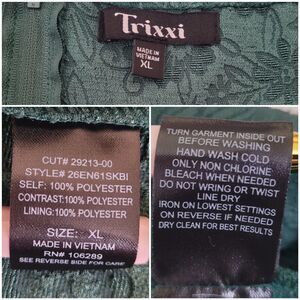 Trixxi
MADE IN
VIETNAM
XL
CUT# 29213-00
STYLE# 26EN61SKBI
SELF: 100% POLYESTER
CONTRAST:100% POLYESTER
LINING:100% POLYESTER
SIZE: XL
MADE IN VIETNAM
RN# 106289
SEE REVERSE SIDE FOR CARE
TURN GARMENT INSIDE OUT
BEFORE WASHING
HAND WASH COLD
ONLY NON CHLORINE
BLEACH WHEN NEEDED
DO NOT WRING OR TWIST
LINE DRY
IRON ON LOWEST SETTINGS
ON REVERSE IF NEEDED
DRY CLEAN FOR BEST RESULTS